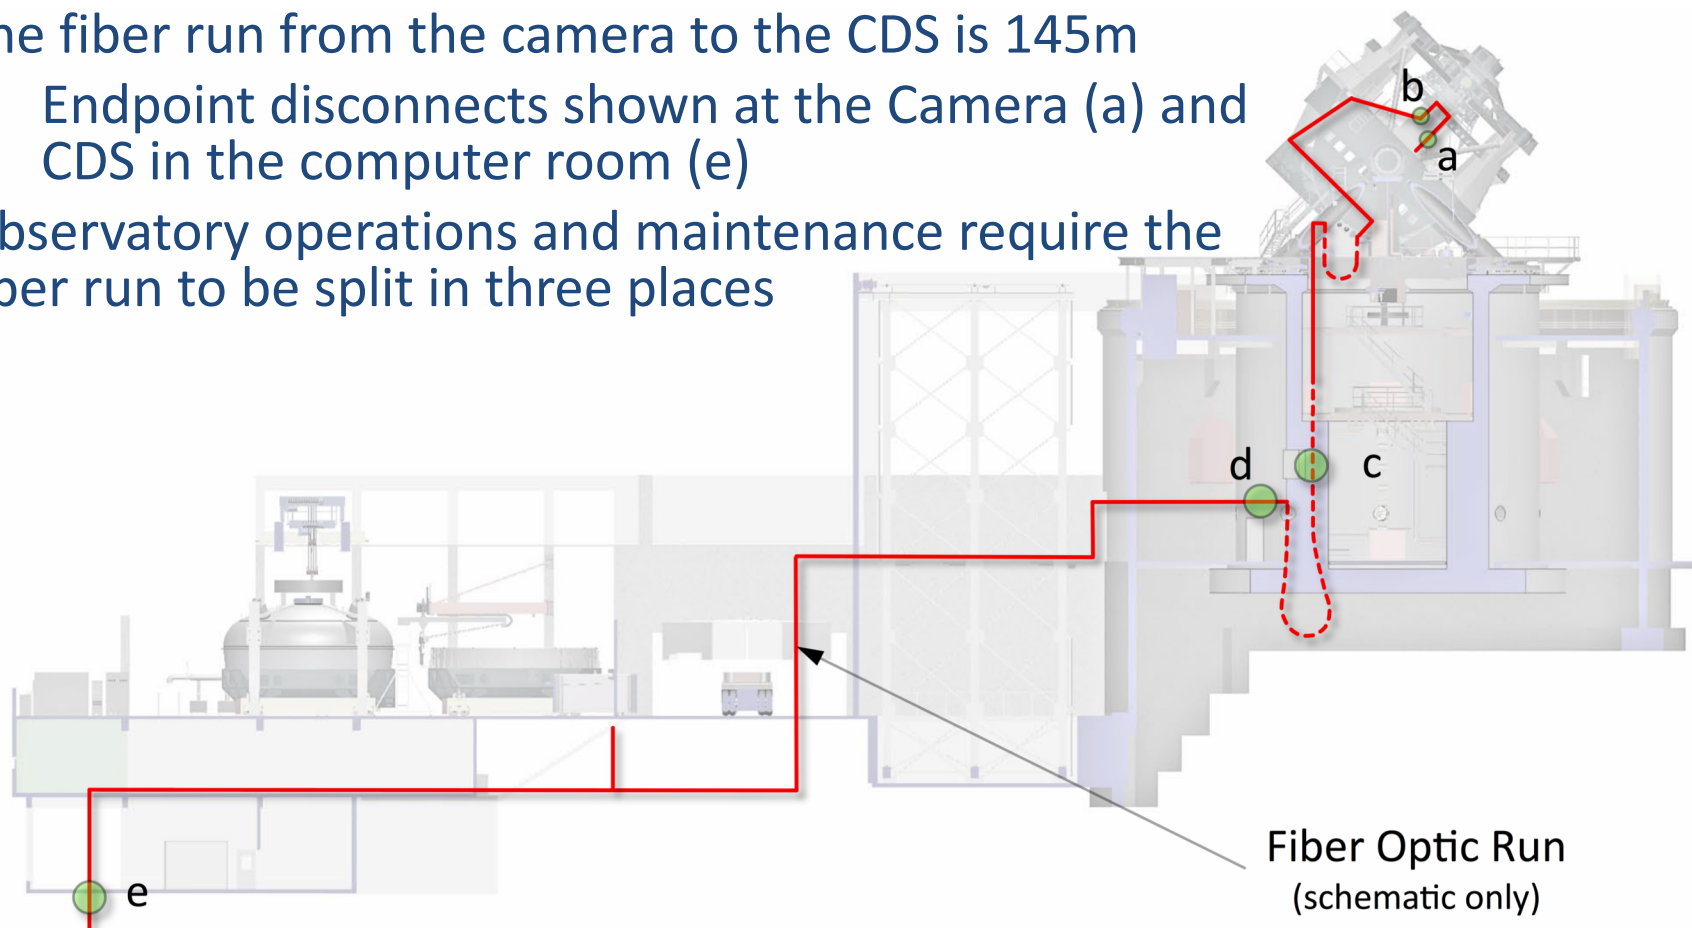 he fiber run from the camera to the CDS is 145m
Endpoint disconnects shown at the Camera (a) and
CDS in the computer room (e)
bservatory operations and maintenance require the
ber run to be split in three places
b
a
d
c
e
Fiber Optic Run
(schematic only)